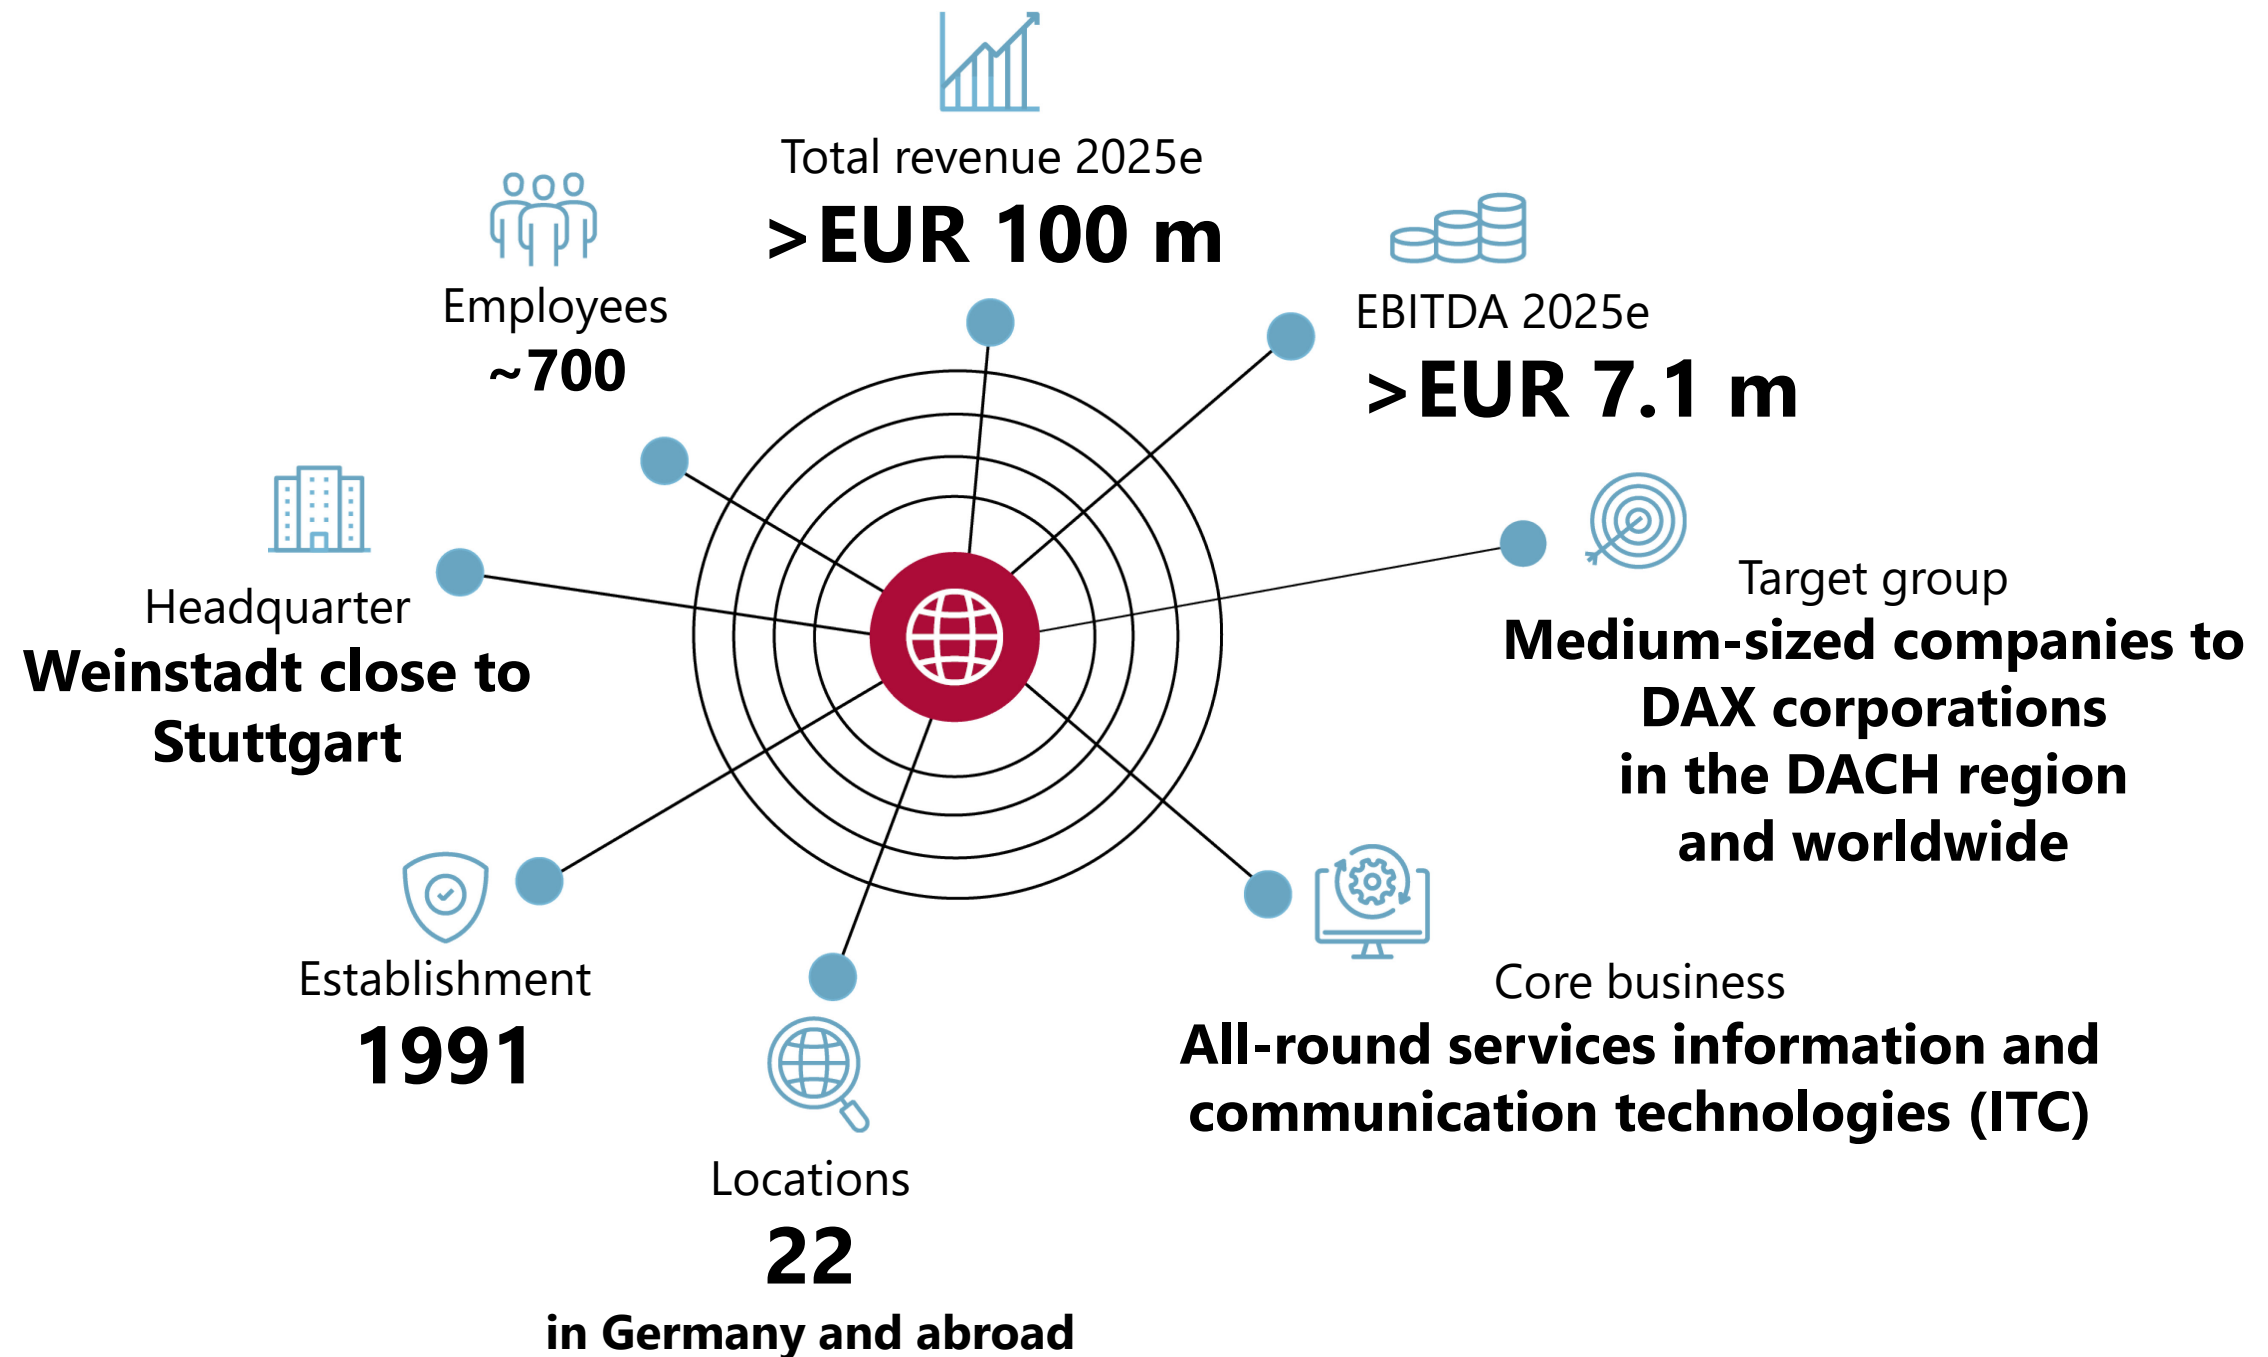 Total revenue 2025e
>EUR 100 m
Employees
~700
EBITDA 2025e
>EUR 7.1 m
Headquarter
Weinstadt close to
Stuttgart
Target group
Medium-sized companies to
DAX corporations
in the DACH region
and worldwide
Establishment
1991
Core business
All-round services information and
communication technologies (ITC)
Locations
22
in Germany and abroad